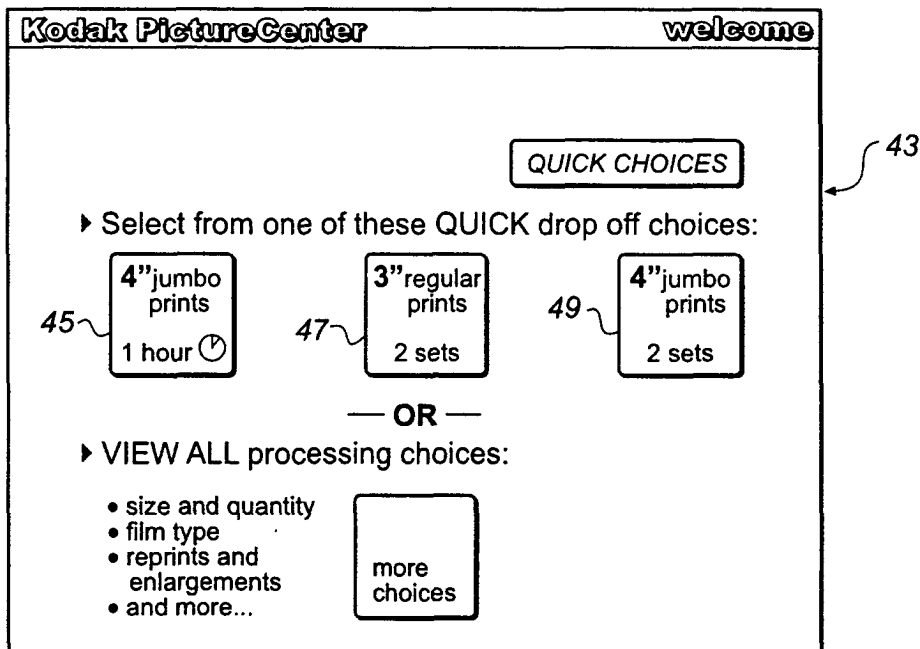 Kodak PictureCenter welcome
43
QUICK CHOICES
Select from one of these QUICK drop off choices:
45
4” jumbo
prints
1 hour
47
3” regular
prints
2 sets
49
4” jumbo
prints
2 sets
— OR —
VIEW ALL processing choices:
• size and quantity
• film type
• reprints and
enlargements
• and more...
more
choices